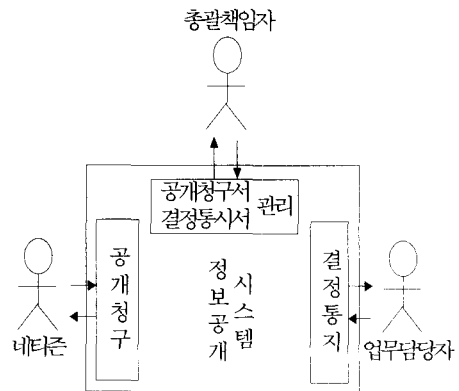 총괄책임자
공개청구서
결정통시서
관리
공개청구
정보공개
시스템
결정통지
네티즌
업무담당자